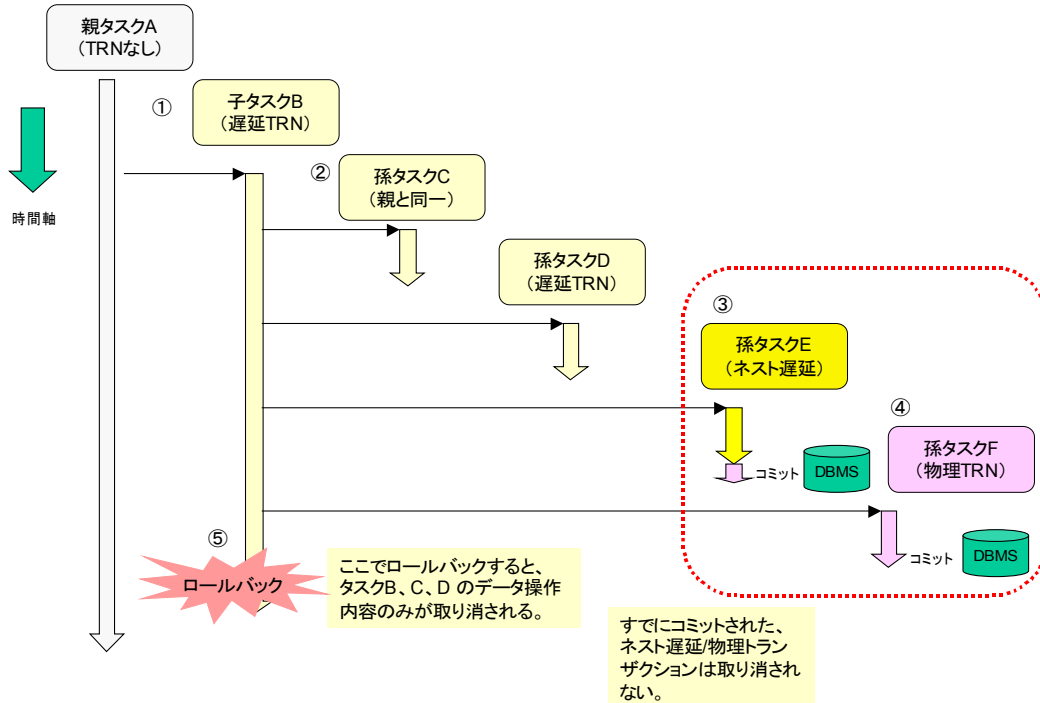 親タスクA
（TRNなし）
①
子タスクB
（遅延TRN）
②
孫タスクC
（親と同一）
時間軸
孫タスクD
（遅延TRN）
③
孫タスクE
（ネスト遅延）
④
孫タスクF
（物理TRN）
コミット
DBMS
⑤
ロールバック
ここでロールバックすると、
タスクB、C、D のデータ操作
内容のみが取り消される。
コミット
DBMS
すでにコミットされた、
ネスト遅延/物理トラン
ザクションは取り消され
ない。